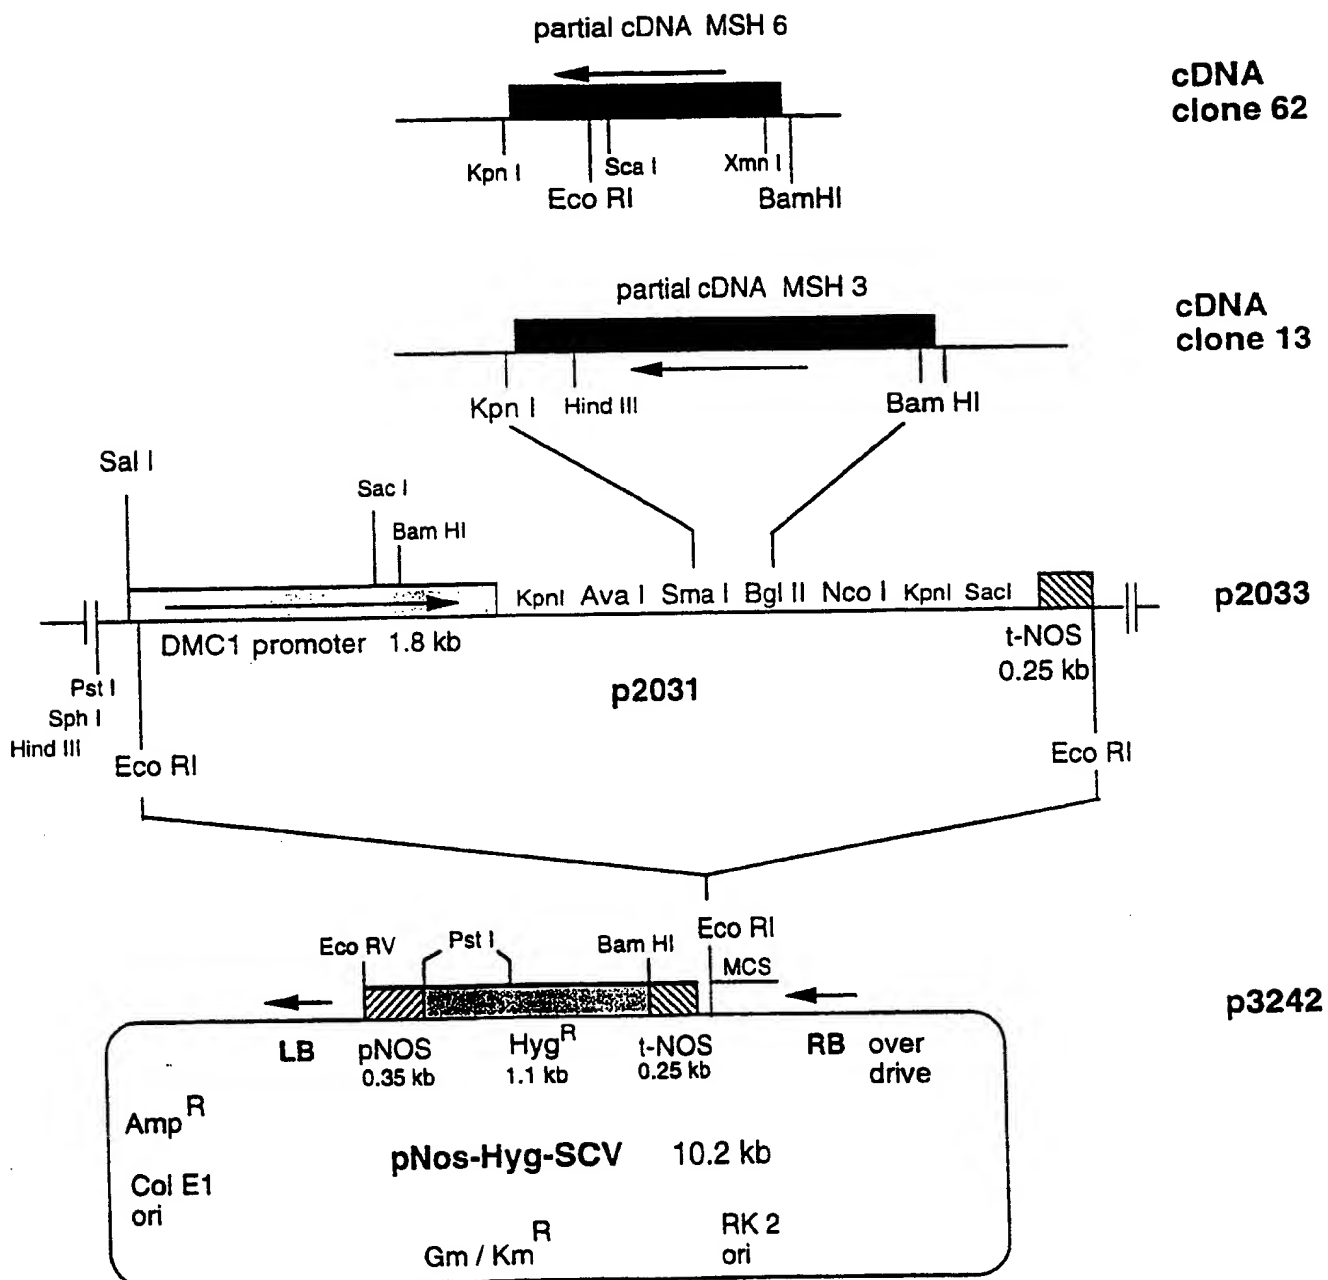 partial cDNA MSH 6
cDNA
clone 62
Kpn I
Sca I
Xmn I
Eco RI
BamHI
partial cDNA MSH 3
cDNA
clone 13
Kpn I
Hind III
Bam HI
Sal I
Sac I
Bam HI
KpnI Ava I Sma I Bgl II Nco I KpnI SacI
p2033
DMC1 promoter 1.8 kb
t-NOS
0.25 kb
p2031
Pst I
Sph I
Hind III
Eco RI
Eco RI
Eco RV
Pst I
Bam HI
Eco RI
MCS
p3242
LB pNOS Hyg R t-NOS RB over
0.35 kb 1.1 kb 0.25 kb drive
Amp R
pNos-Hyg-SCV 10.2 kb
Col E1
ori
Gm / Km R
RK 2
ori